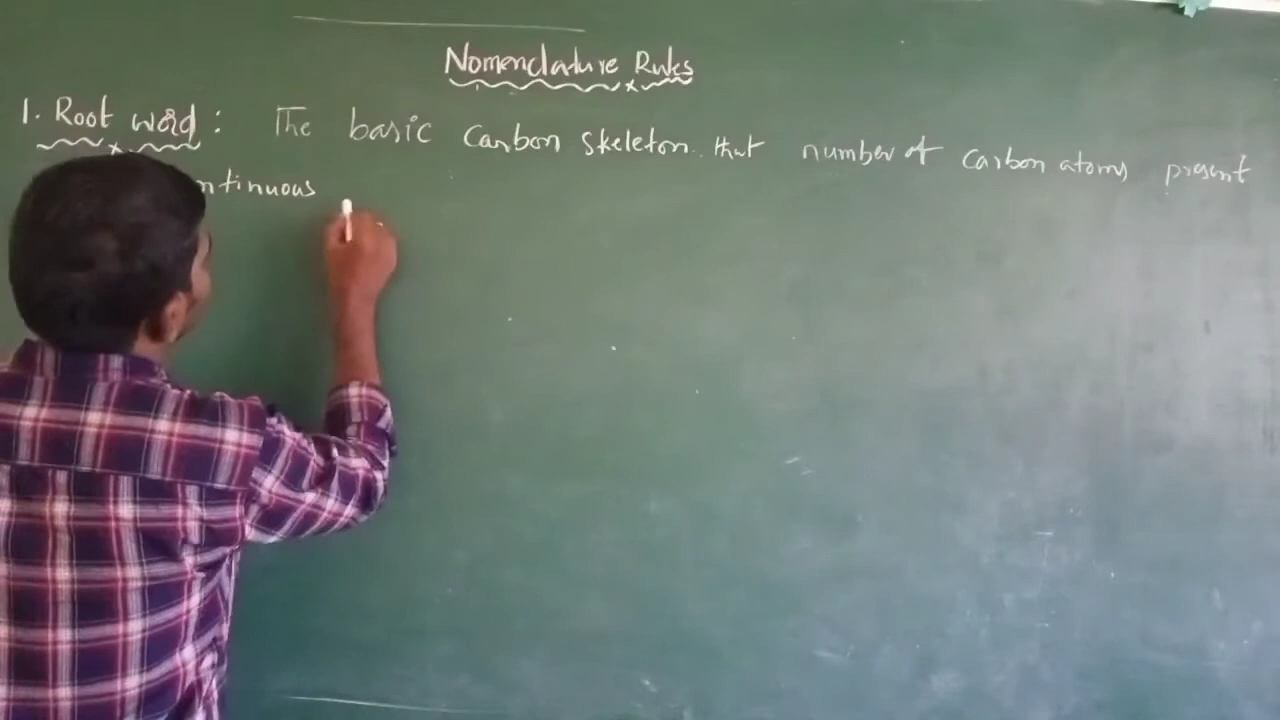 Nomenclature Rules
1. Root word: The basic Carbon skeleton that number of Carbon atoms present
ntinuous